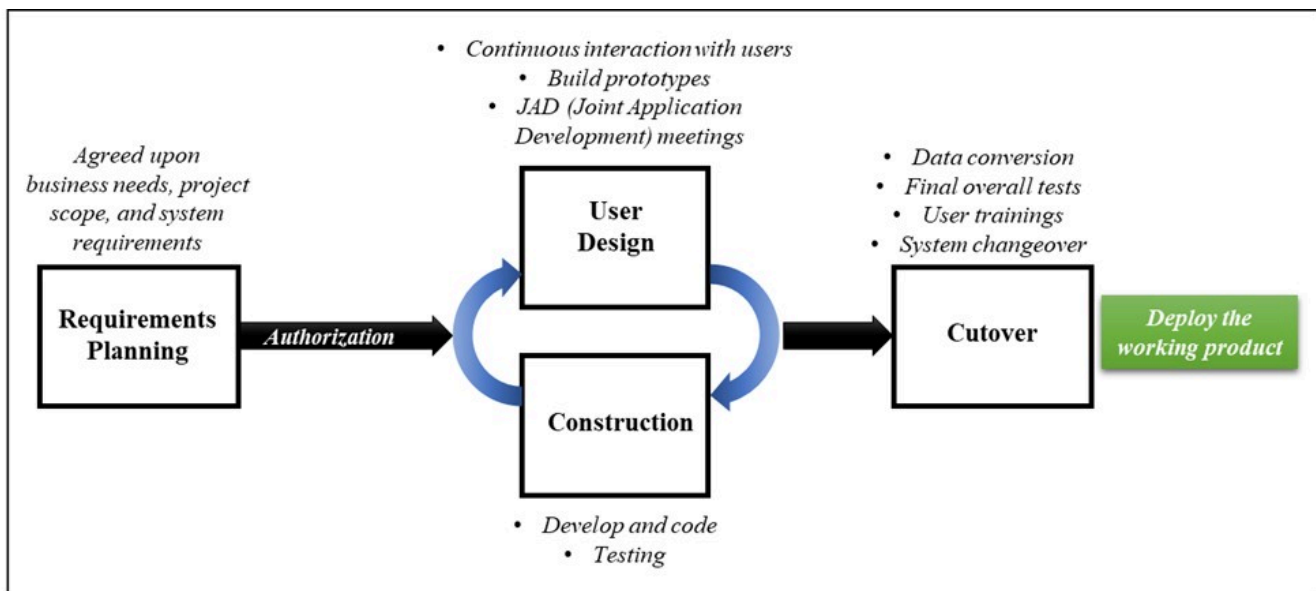 • Continuous interaction with users
• Build prototypes
• JAD (Joint Application
Development) meetings
Agreed upon
business needs, project
scope, and system
requirements
• Data conversion
• Final overall tests
• User trainings
• System changeover
User
Design
Requirements
Planning
Authorization
Cutover
Deploy the
working product
Construction
• Develop and code
• Testing